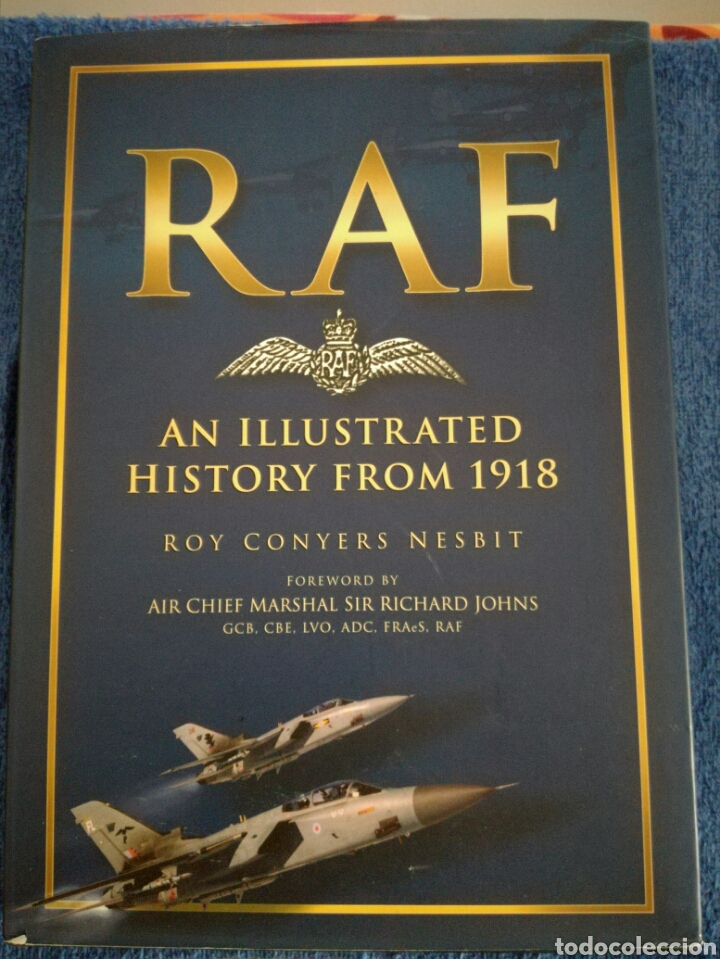 RAF
RAF
AN ILLUSTRATED
HISTORY FROM 1918
ROY CONYERS NESBIT
FOREWORD BY
AIR CHIEF MARSHAL SIR RICHARD JOHNS
GCB, CBE, LVO, ADC, FRAeS, RAF
todocoleccion